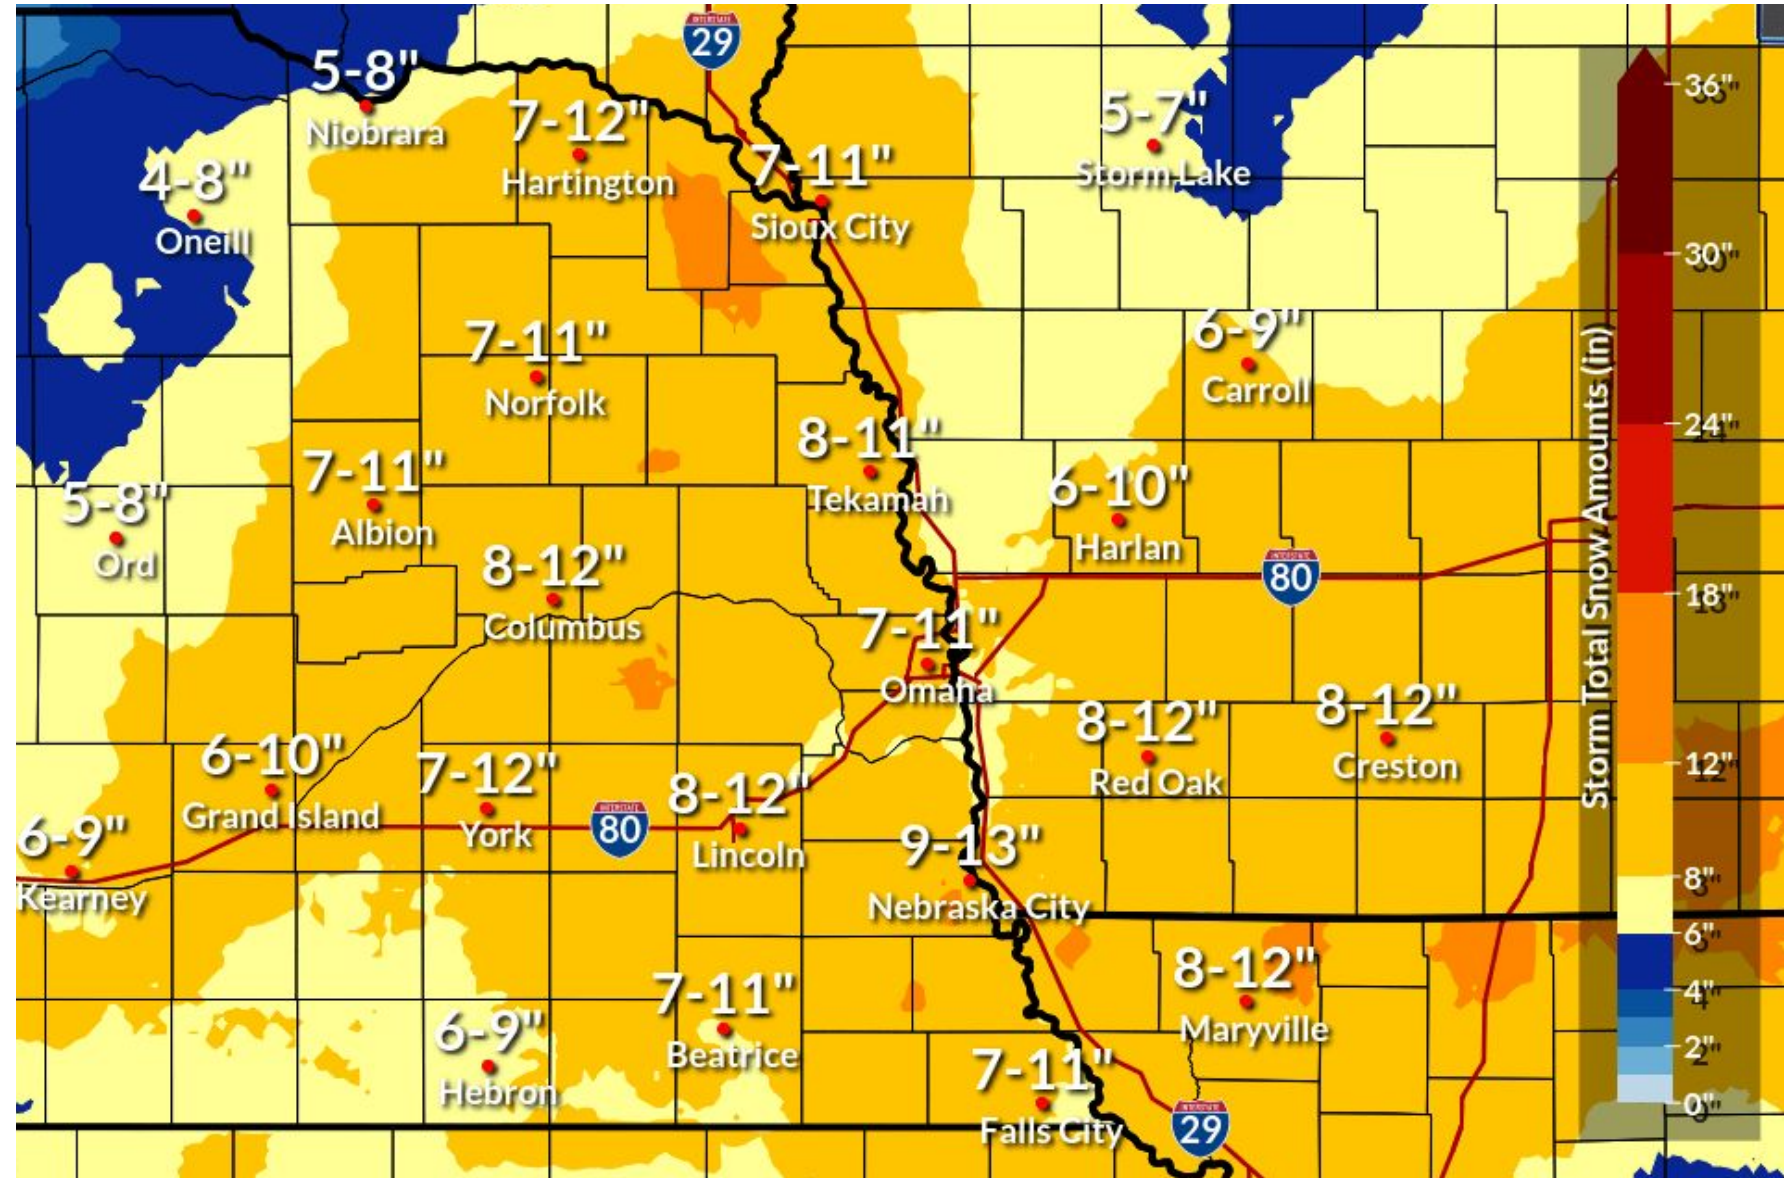 INTERSTATE
29
5-8"
Niobrara
7-12"
Hartington
7-11"
Sioux City
5-7"
Storm Lake
4-8"
Oneill
7-11"
Norfolk
6-9"
Carroll
8-11"
Tekamah
7-11"
Albion
6-10"
Harlan
5-8"
Ord
8-12"
Columbus
INTERSTATE
80
7-11"
Omaha
8-12"
Red Oak
8-12"
Creston
6-10"
Grand Island
7-12"
York
INTERSTATE
80
8-12"
Lincoln
6-9"
Kearney
9-13"
Nebraska City
8-12"
Maryville
7-11"
Beatrice
6-9"
Hebron
7-11"
Falls City
INTERSTATE
29
Storm Total Snow Amounts (in)
36"
30"
24"
18"
12"
8"
6"
4"
2"
0"